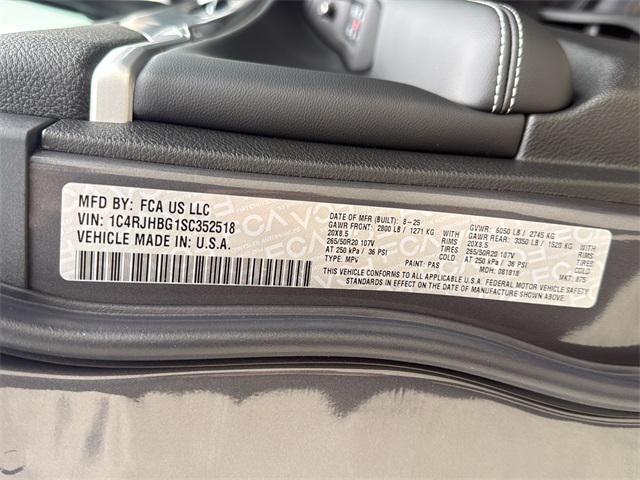 MFD BY: FCA US LLC
VIN: 1C4RJHBG1SC352518
VEHICLE MADE IN U.S.A.
DATE OF MFR (BUILT): 8-25
GAWR FRONT: 2800 LB / 1271 KG WITH
20X8.5 RIMS
265/50R20 107V TIRES
AT 250 kPa / 36 PSI COLD
TYPE: MPV PAINT: PAS
GVWR: 6050 LB / 2745 KG
GAWR REAR: 3350 LB / 1520 KG WITH
20X8.5 RIMS
265/50R20 107V TIRES
AT 250 kPa / 36 PSI COLD
MDH: 081818 MKT: 875
THIS VEHICLE CONFORMS TO ALL APPLICABLE U.S.A. FEDERAL MOTOR VEHICLE SAFETY
STANDARDS IN EFFECT ON THE DATE OF MANUFACTURE SHOWN ABOVE.